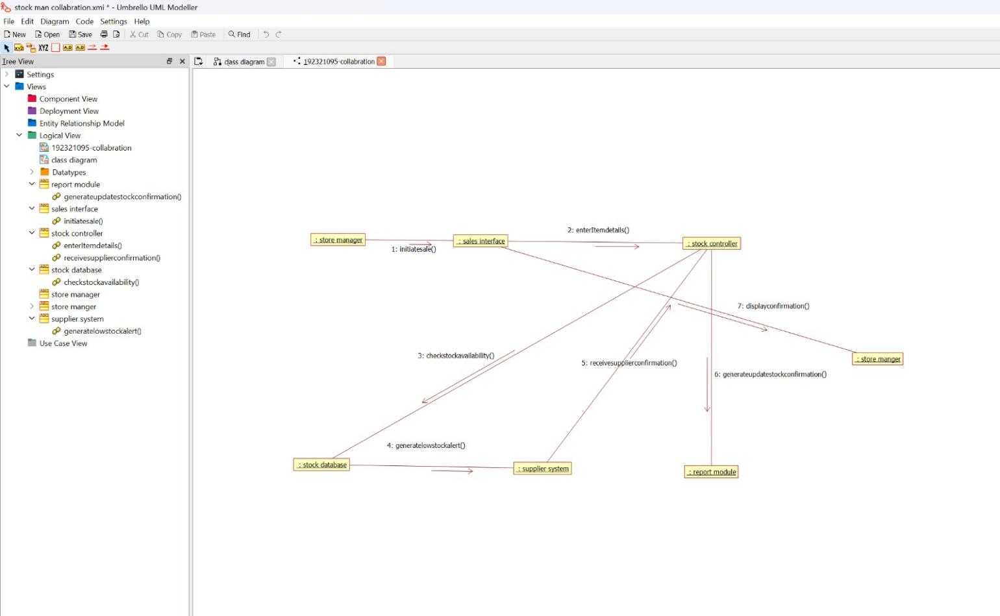 stock man collabration.xmi * - Umbrello UML Modeller
File Edit Diagram Code Settings Help
New Open Save Cut Copy Paste Find
XYZ XYZ A:B A:B
Tree View
class diagram 192321095-collabration
Settings
Views
Component View
Deployment View
Entity Relationship Model
Logical View
192321095-collabration
class diagram
Datatypes
report module
generateupdatestockconfirmation()
sales interface
initiatesale()
stock controller
enterItemdetails()
receivesupplierconfirmation()
stock database
checkstockavailability()
store manager
store manger
supplier system
generatelowstockalert()
Use Case View
2: enterItemdetails()
: store manager
: sales interface
: stock controller
1: initiatesale()
7: displayconfirmation()
3: checkstockavailability()
: store manger
5: receivesupplierconfirmation()
6: generateupdatestockconfirmation()
4: generatelowstockalert()
: stock database
: supplier system
: report module